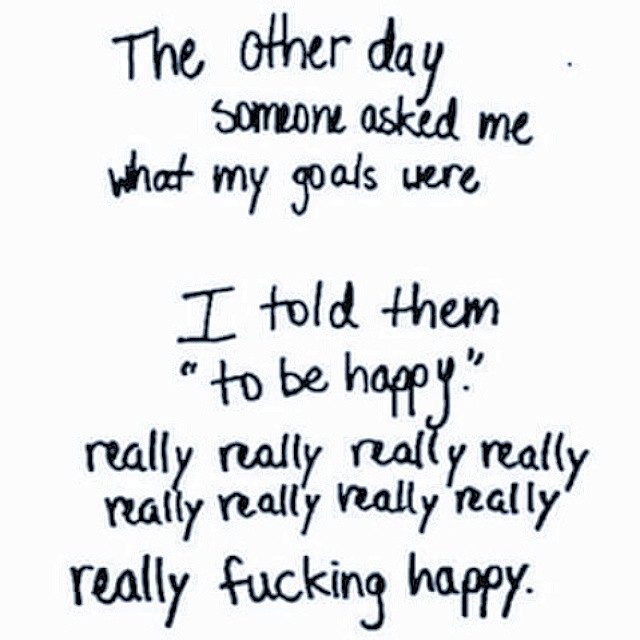 The other day
someone asked me
what my goals were
I told them
"to be happy."
really really really really
really really really really
really fucking happy.